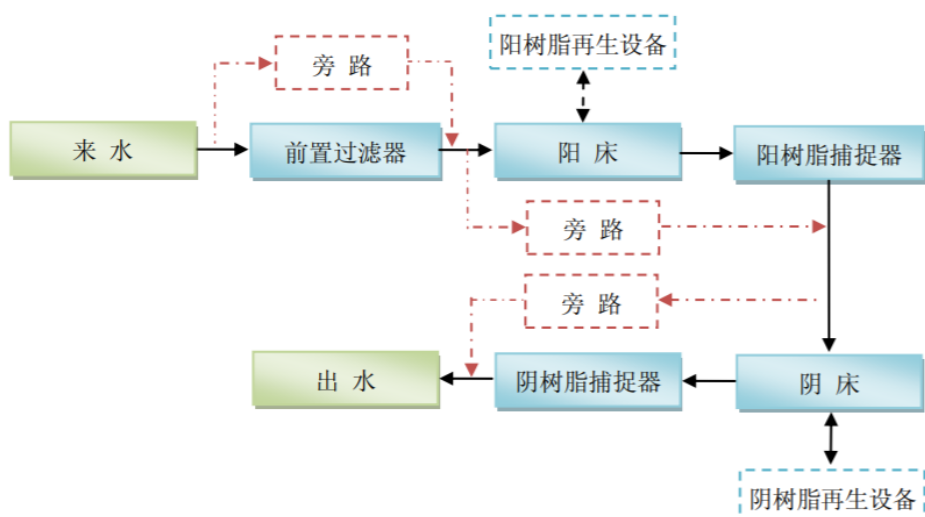 阳树脂再生设备
旁 路
来 水
前置过滤器
阳 床
阳树脂捕捉器
旁 路
旁 路
出 水
阴树脂捕捉器
阴 床
阴树脂再生设备